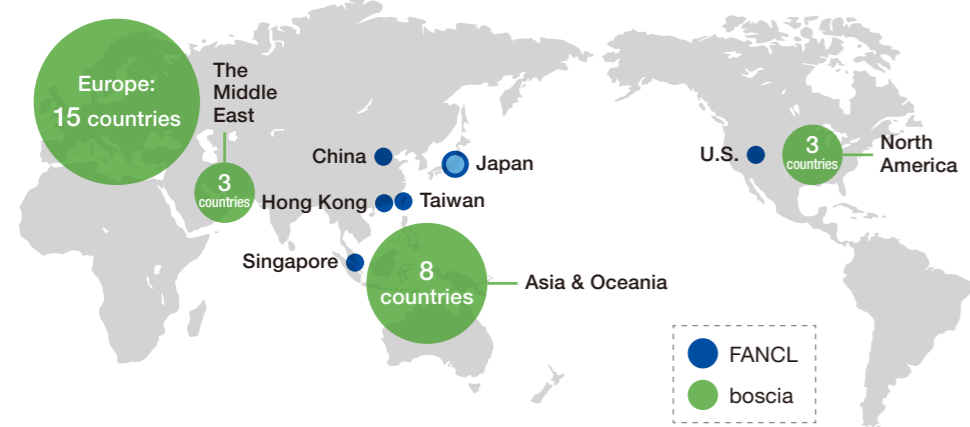 Europe:
15 countries
The
Middle
East
3
countries
China
Japan
Hong Kong
Taiwan
Singapore
8
countries
Asia & Oceania
U.S.
3
countries
North
America
FANCL
boscia